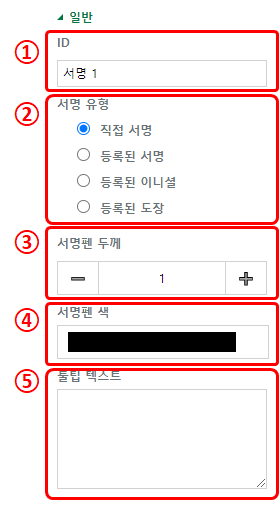 일반
① ID
서명 1
② 서명 유형
직접 서명
등록된 서명
등록된 이니셜
등록된 도장
③ 서명펜 두께
1
④ 서명펜 색
⑤ 툴팁 텍스트